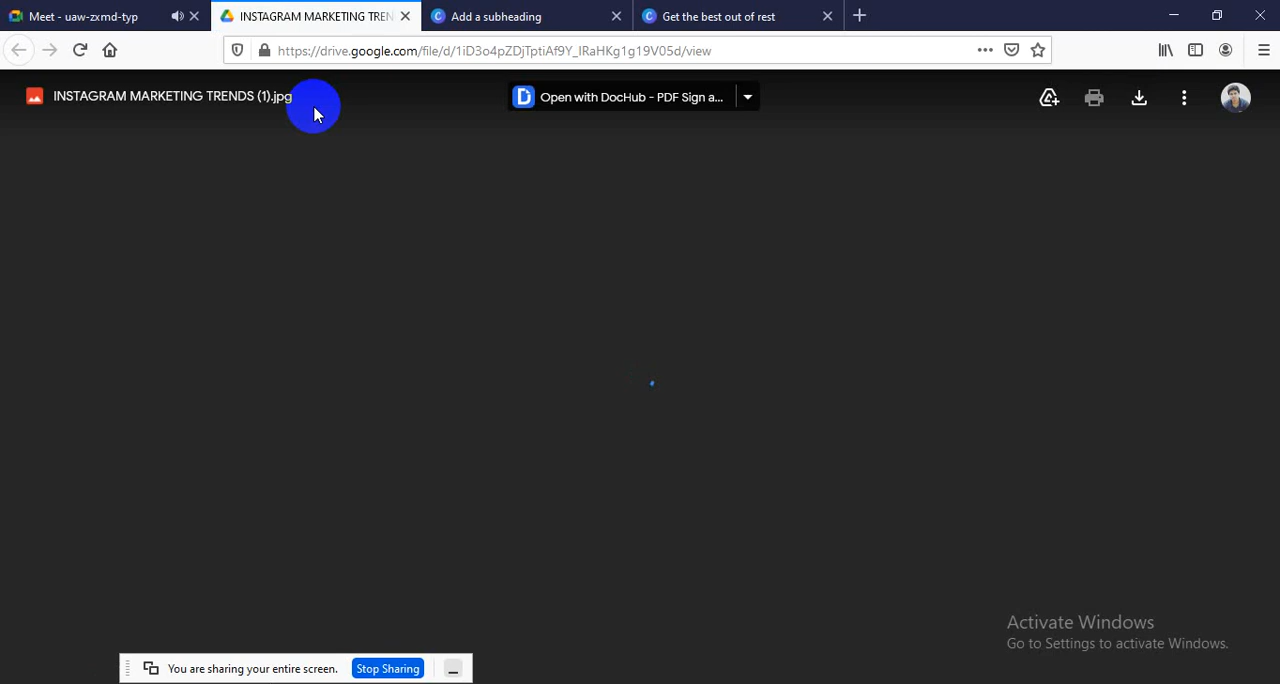 Meet - uaw-zxmd-typ
INSTAGRAM MARKETING TREN
Add a subheading
Get the best out of rest
https://drive.google.com/file/d/1iD3o4pZDjTptiAf9Y_lRaHKg1g19V05d/view
INSTAGRAM MARKETING TRENDS (1).jpg
Open with DocHub - PDF Sign a...
Activate Windows
Go to Settings to activate Windows.
You are sharing your entire screen.
Stop Sharing